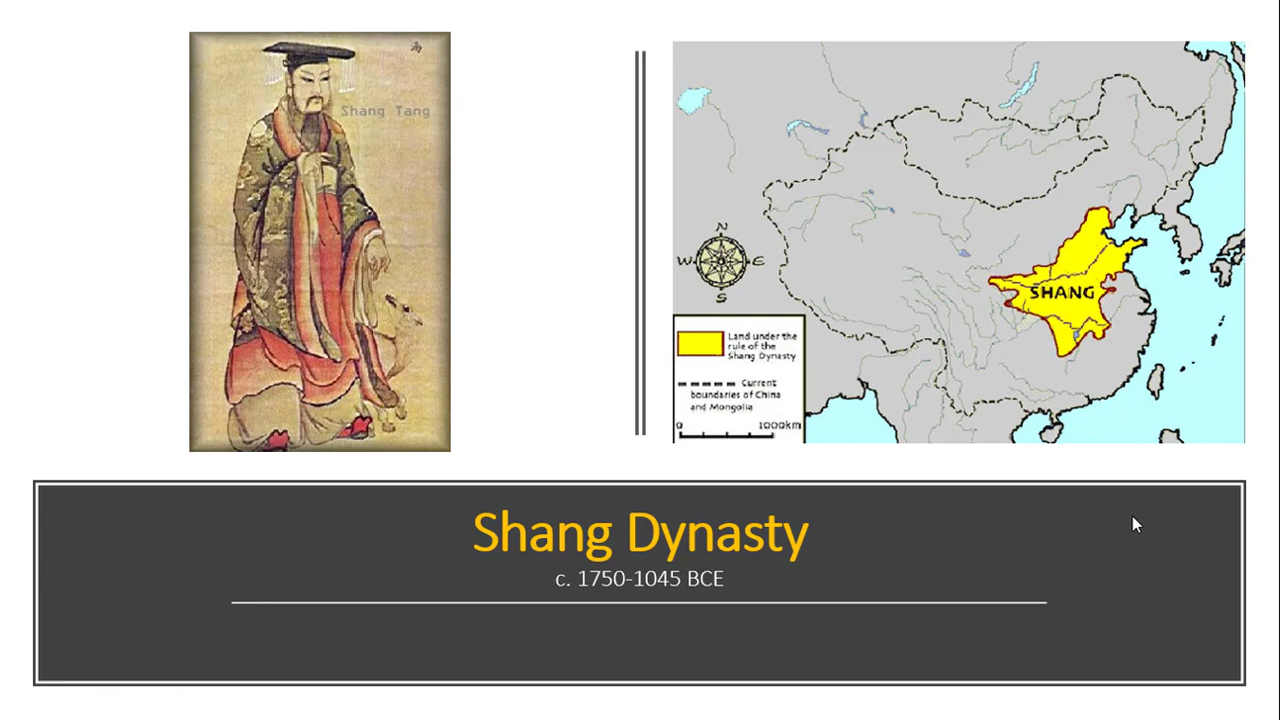 湯
Shang Tang
N
W E
S
SHANG
Land under the
rule of the
Shang Dynasty
Current
boundaries of China
and Mongolia
0 1000km
Shang Dynasty
c. 1750-1045 BCE